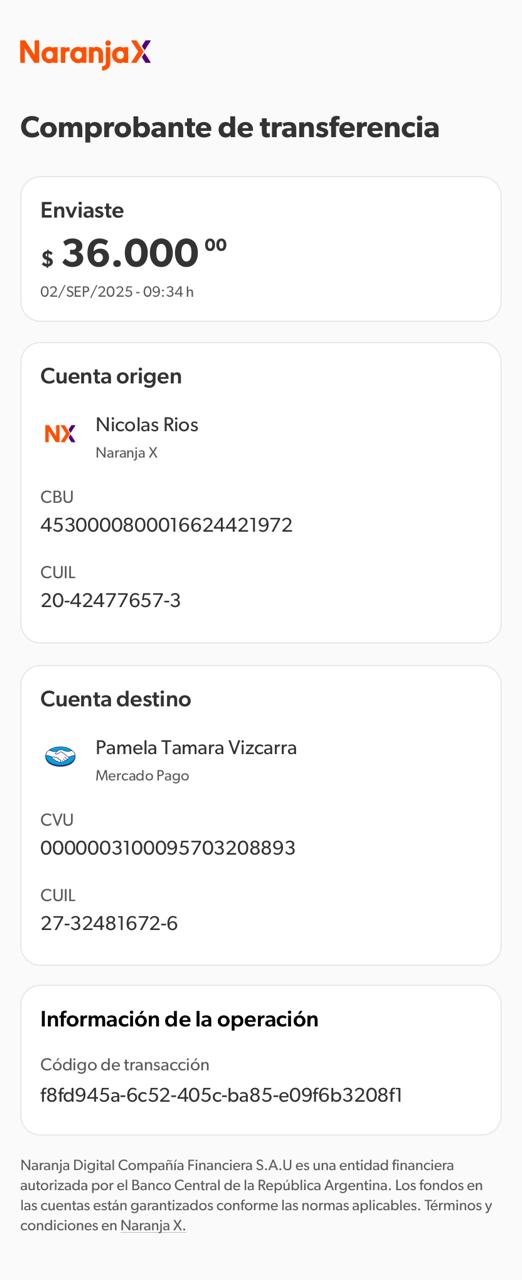 NaranjaX
Comprobante de transferencia
Enviaste
$ 36.000 00
02/SEP/2025 - 09:34 h
Cuenta origen
NX
Nicolas Rios
Naranja X
CBU
4530000800016624421972
CUIL
20-42477657-3
Cuenta destino
Pamela Tamara Vizcarra
Mercado Pago
CVU
0000003100095703208893
CUIL
27-32481672-6
Información de la operación
Código de transacción
f8fd945a-6c52-405c-ba85-e09f6b3208f1
Naranja Digital Compañía Financiera S.A.U es una entidad financiera
autorizada por el Banco Central de la República Argentina. Los fondos en
las cuentas están garantizados conforme las normas aplicables. Términos y
condiciones en Naranja X.